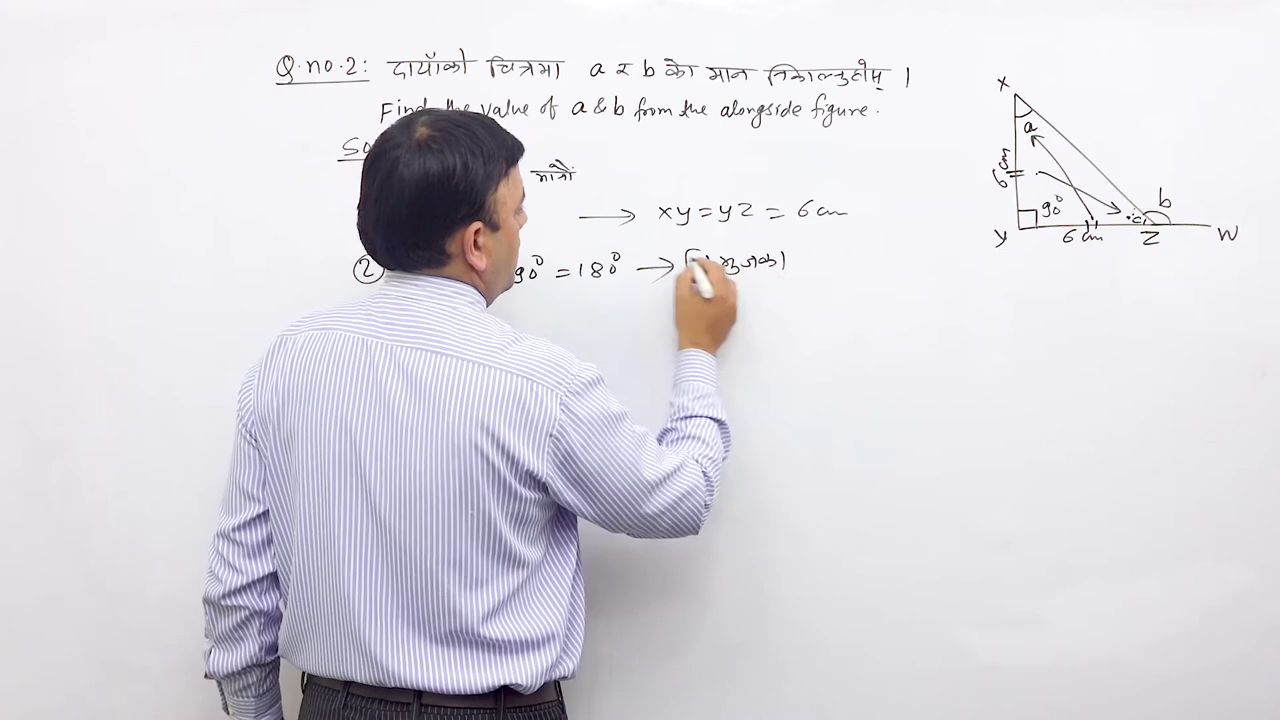 Q.no.2: दायाँको चित्रमा a र b को मान निकाल्नुहोस् ।
Find the value of a & b from the alongside figure.
So
→ xy = yz = 6 cm
② 90° = 180° →
X
a
6 cm
90°
b
c
Y
6 cm
Z
W